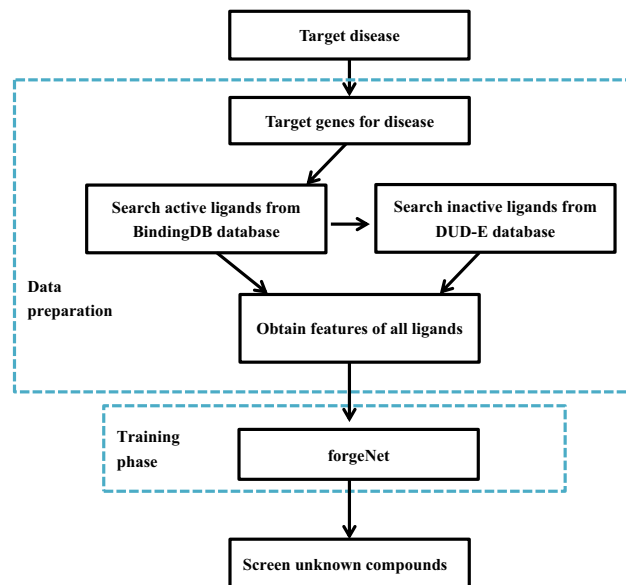 Target disease
Target genes for disease
Search active ligands from
BindingDB database
Search inactive ligands from
DUD-E database
Data
preparation
Obtain features of all ligands
Training
phase
forgeNet
Screen unknown compounds